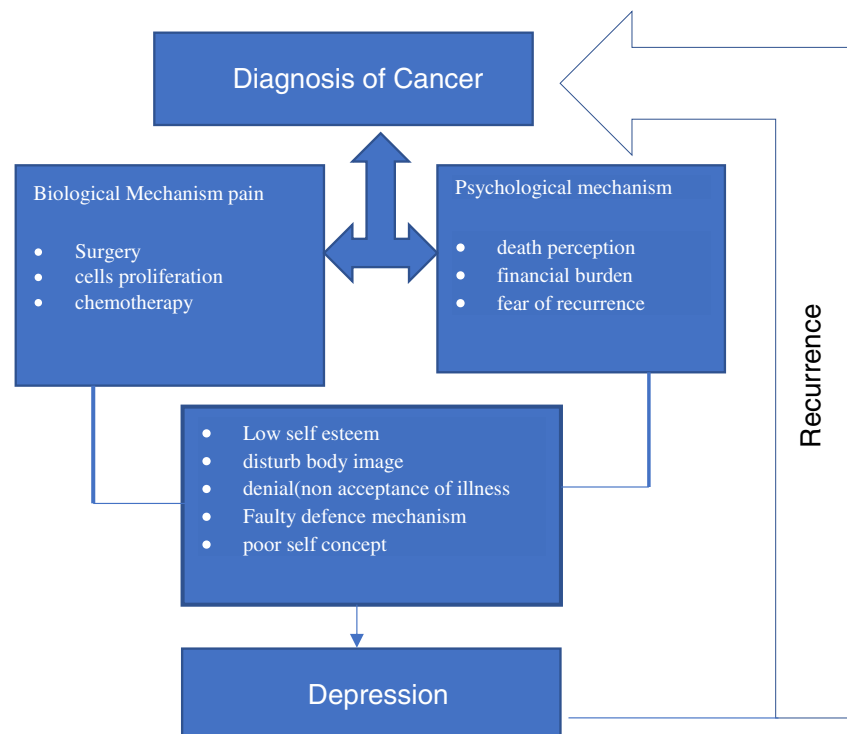 Diagnosis of Cancer
Biological Mechanism pain
● Surgery
● cells proliferation
● chemotherapy
Psychological mechanism
● death perception
● financial burden
● fear of recurrence
● Low self esteem
● disturb body image
● denial(non acceptance of illness
● Faulty defence mechanism
● poor self concept
Depression
Recurrence